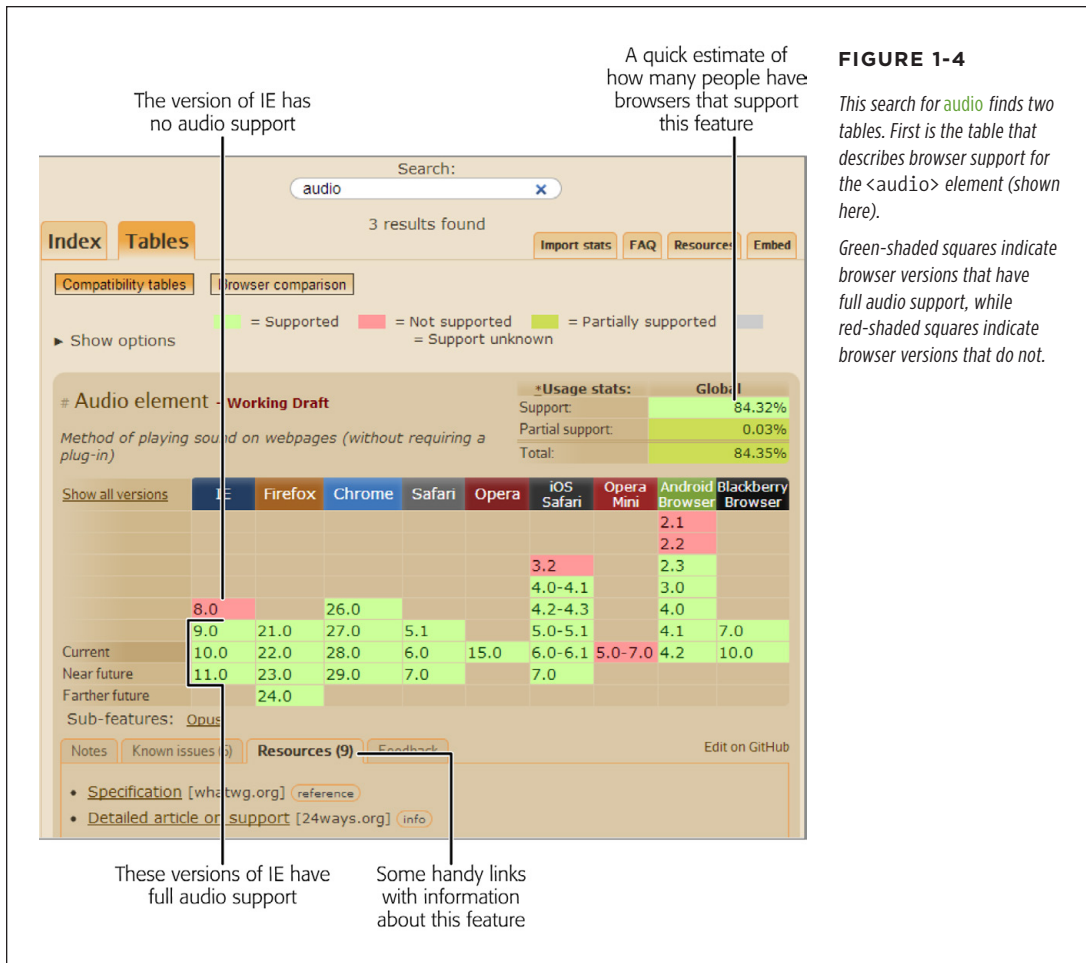 The version of IE has
no audio support
A quick estimate of
how many people have
browsers that support
this feature
FIGURE 1-4
This search for audio finds two
tables. First is the table that
describes browser support for
the <audio> element (shown
here).
Green-shaded squares indicate
browser versions that have
full audio support, while
red-shaded squares indicate
browser versions that do not.
Search:
audio ×
3 results found
Index Tables
Import stats FAQ Resources Embed
Compatibility tables Browser comparison
= Supported = Not supported = Partially supported
= Support unknown
▸ Show options
# Audio element - Working Draft
Method of playing sound on webpages (without requiring a
plug-in)
*Usage stats: Global
Support: 84.32%
Partial support: 0.03%
Total: 84.35%
Show all versions IE Firefox Chrome Safari Opera iOS Safari Opera Mini Android Browser Blackberry Browser
2.1
2.2
3.2 2.3
4.0-4.1 3.0
8.0 26.0 4.2-4.3 4.0
9.0 21.0 27.0 5.1 5.0-5.1 4.1 7.0
Current 10.0 22.0 28.0 6.0 15.0 6.0-6.1 5.0-7.0 4.2 10.0
Near future 11.0 23.0 29.0 7.0 7.0
Farther future 24.0
Sub-features: Opus
Notes Known issues (6) Resources (9) Feedback Edit on GitHub
• Specification [whatwg.org] reference
• Detailed article on support [24ways.org] info
These versions of IE have
full audio support
Some handy links
with information
about this feature